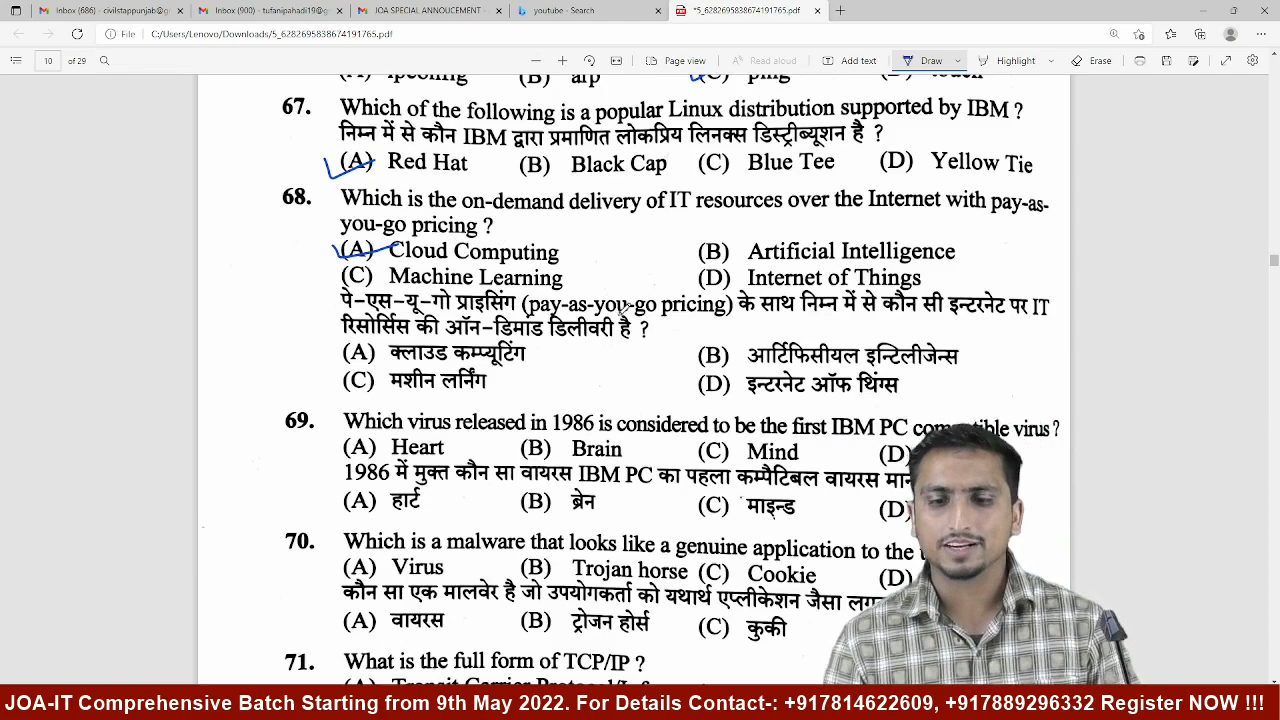 Inbox (686) - civilstappunjab@g
Inbox (900) - tufanipahadi19@g
JOA SPECIAL ANNOUCEMENT -
youtube - Search
*5_6282695838674191765.pdf
File C:/Users/Lenovo/Downloads/5_6282695838674191765.pdf
10 of 29 Page view Read aloud Add text Draw Highlight Erase
(A) ipconfig (B) arp (C) ping (D) touch
67. Which of the following is a popular Linux distribution supported by IBM ?
निम्न में से कौन IBM द्वारा प्रमाणित लोकप्रिय लिनक्स डिस्ट्रीब्यूशन है ?
(A) Red Hat (B) Black Cap (C) Blue Tee (D) Yellow Tie
68. Which is the on-demand delivery of IT resources over the Internet with pay-as-
you-go pricing ?
(A) Cloud Computing (B) Artificial Intelligence
(C) Machine Learning (D) Internet of Things
पे-एस-यू-गो प्राइसिंग (pay-as-you-go pricing) के साथ निम्न में से कौन सी इन्टरनेट पर IT
रिसोर्सिस की ऑन-डिमांड डिलीवरी है ?
(A) क्लाउड कम्प्यूटिंग (B) आर्टिफिसीयल इन्टिलीजेन्स
(C) मशीन लर्निंग (D) इन्टरनेट ऑफ थिंग्स
69. Which virus released in 1986 is considered to be the first IBM PC compatible virus ?
(A) Heart (B) Brain (C) Mind (D)
1986 में मुक्त कौन सा वायरस IBM PC का पहला कम्पैटिबल वायरस
(A) हार्ट (B) ब्रेन (C) माइन्ड (D)
70. Which is a malware that looks like a genuine application to the
(A) Virus (B) Trojan horse (C) Cookie (D)
कौन सा एक मालवेर है जो उपयोगकर्ता को यथार्थ एप्लीकेशन जैसा
(A) वायरस (B) ट्रोजन होर्स (C) कुकी
71. What is the full form of TCP/IP ?
JOA-IT Comprehensive Batch Starting from 9th May 2022. For Details Contact-: +917814622609, +917889296332 Register NOW !!!